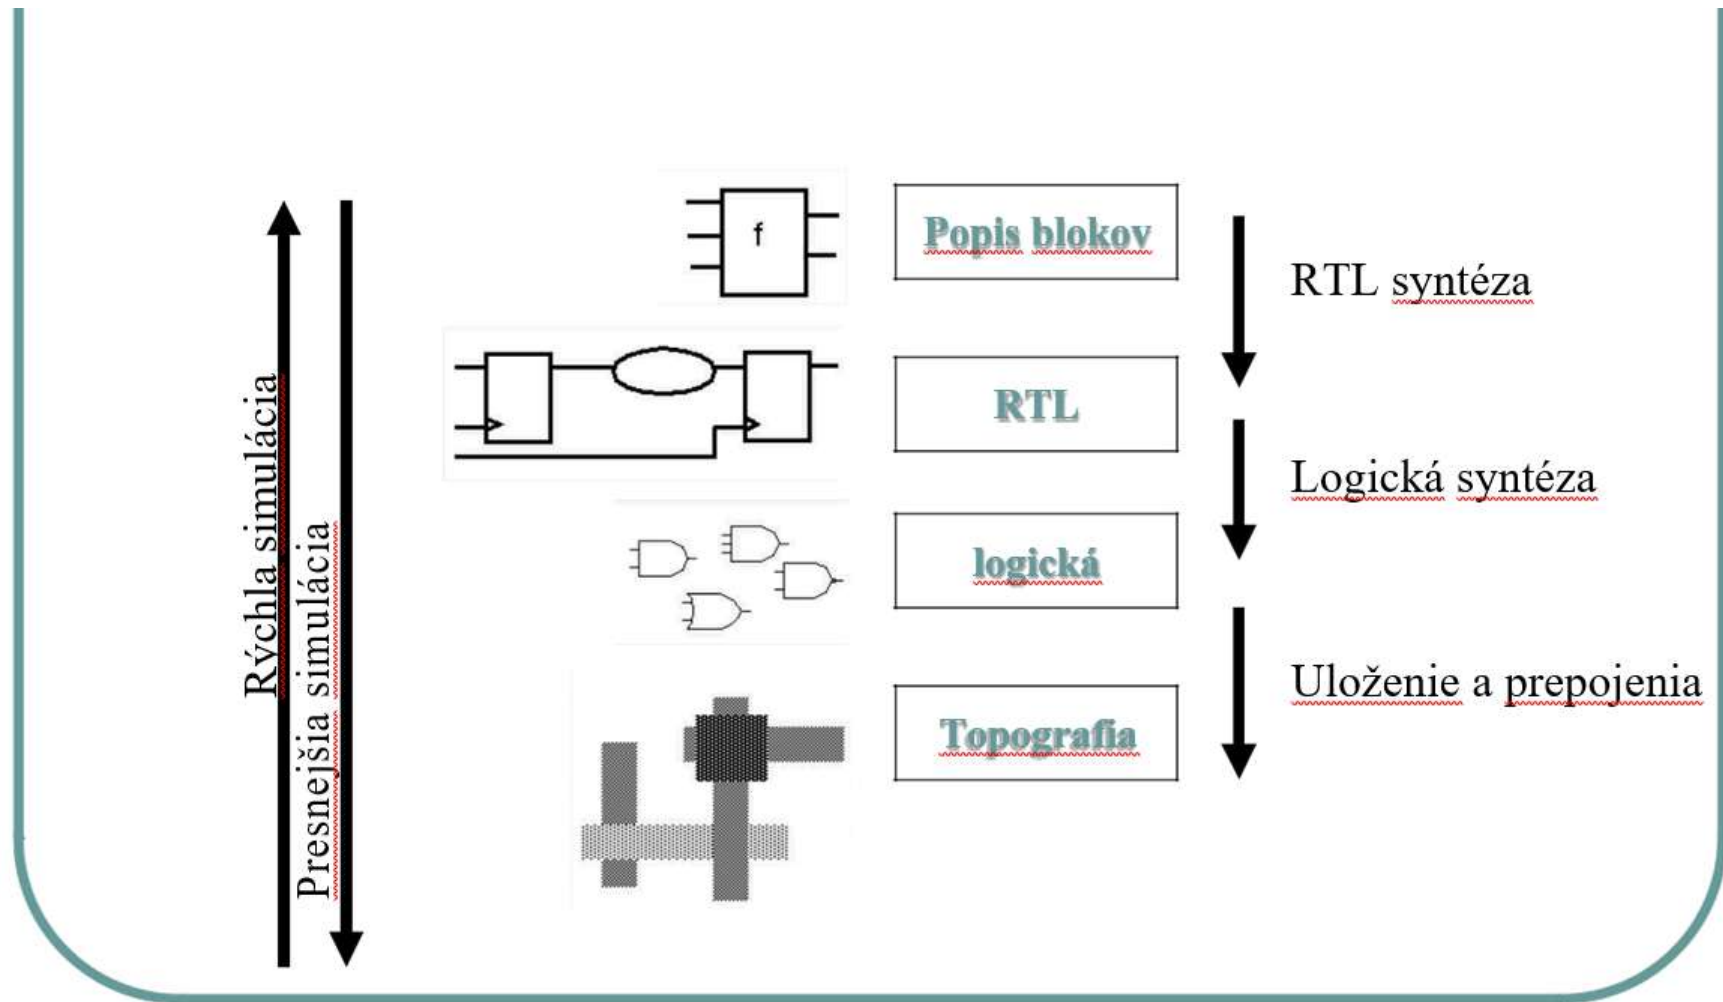 Rýchla simulácia
Presnejšia simulácia
f
Popis blokov
RTL syntéza
RTL
Logická syntéza
logická
Uloženie a prepojenia
Topografia